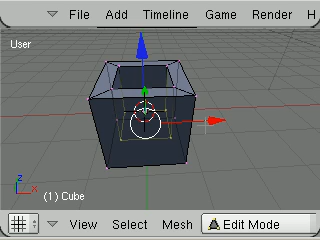 File Add Timeline Game Render H
User
z
x
(1) Cube
View Select Mesh Edit Mode